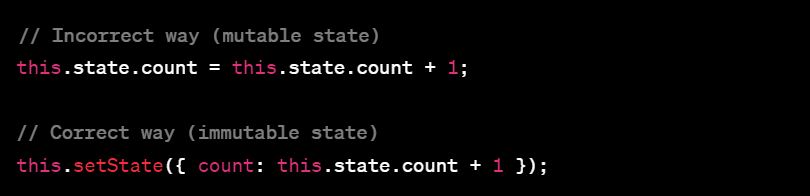 // Incorrect way (mutable state)
this.state.count = this.state.count + 1;
// Correct way (immutable state)
this.setState({ count: this.state.count + 1 });